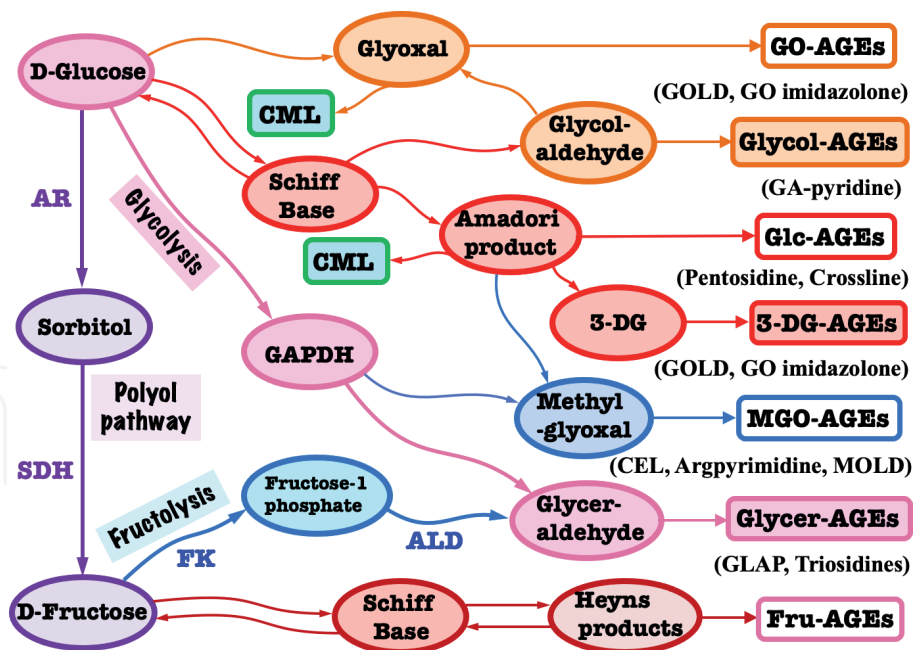 Glyoxal
GO-AGEs
D-Glucose
(GOLD, GO imidazolone)
CML
Glycol-
aldehyde
Glycol-AGEs
Schiff
Base
(GA-pyridine)
AR
Glycolysis
Amadori
product
Glc-AGEs
CML
(Pentosidine, Crossline)
Sorbitol
3-DG
3-DG-AGEs
GAPDH
(GOLD, GO imidazolone)
Polyol
pathway
Methyl
-glyoxal
MGO-AGEs
(CEL, Argpyrimidine, MOLD)
SDH
Fructolysis
Fructose-1
phosphate
Glycer-
aldehyde
Glycer-AGEs
FK
ALD
(GLAP, Triosidines)
D-Fructose
Schiff
Base
Heyns
products
Fru-AGEs